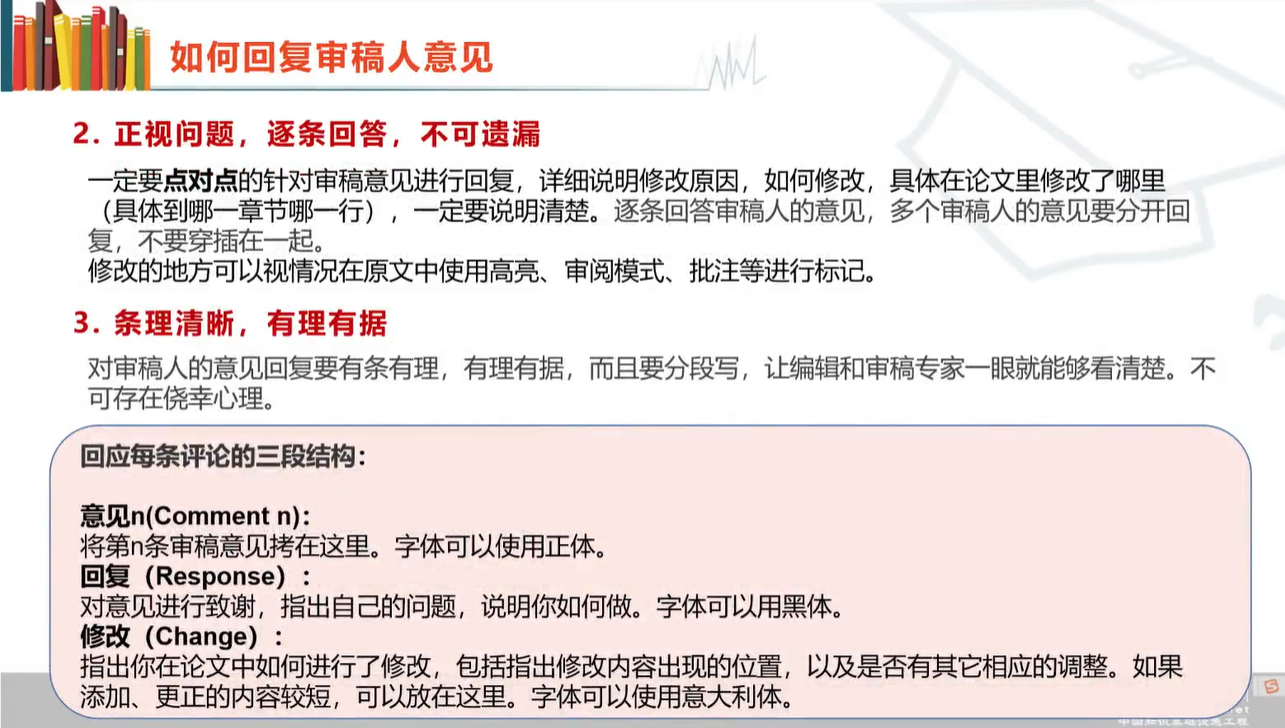 如何回复审稿人意见
2. 正视问题，逐条回答，不可遗漏
一定要点对点的针对审稿意见进行回复，详细说明修改原因，如何修改，具体在论文里修改了哪里
（具体到哪一章节哪一行），一定要说明清楚。逐条回答审稿人的意见，多个审稿人的意见要分开回
复，不要穿插在一起。
修改的地方可以视情况在原文中使用高亮、审阅模式、批注等进行标记。
3. 条理清晰，有理有据
对审稿人的意见回复要有条有理，有理有据，而且要分段写，让编辑和审稿专家一眼就能够看清楚。不
可存在侥幸心理。
回应每条评论的三段结构：
意见n(Comment n)：
将第n条审稿意见拷在这里。字体可以使用正体。
回复（Response）：
对意见进行致谢，指出自己的问题，说明你如何做。字体可以用黑体。
修改（Change）：
指出你在论文中如何进行了修改，包括指出修改内容出现的位置，以及是否有其它相应的调整。如果
添加、更正的内容较短，可以放在这里。字体可以使用意大利体。